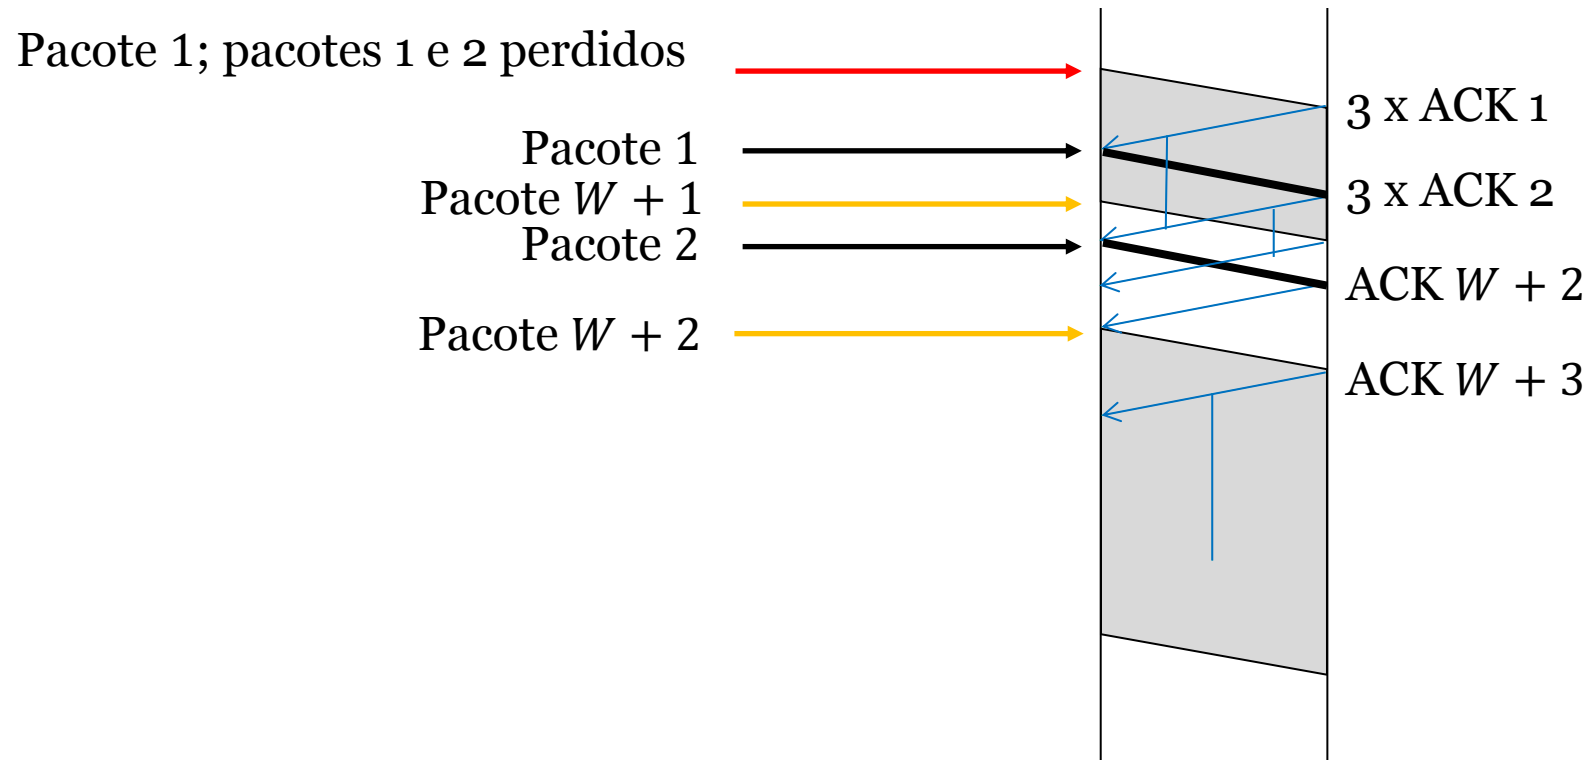 Pacote 1; pacotes 1 e 2 perdidos
3 x ACK 1
Pacote 1
3 x ACK 2
Pacote W + 1
Pacote 2
ACK W + 2
Pacote W + 2
ACK W + 3